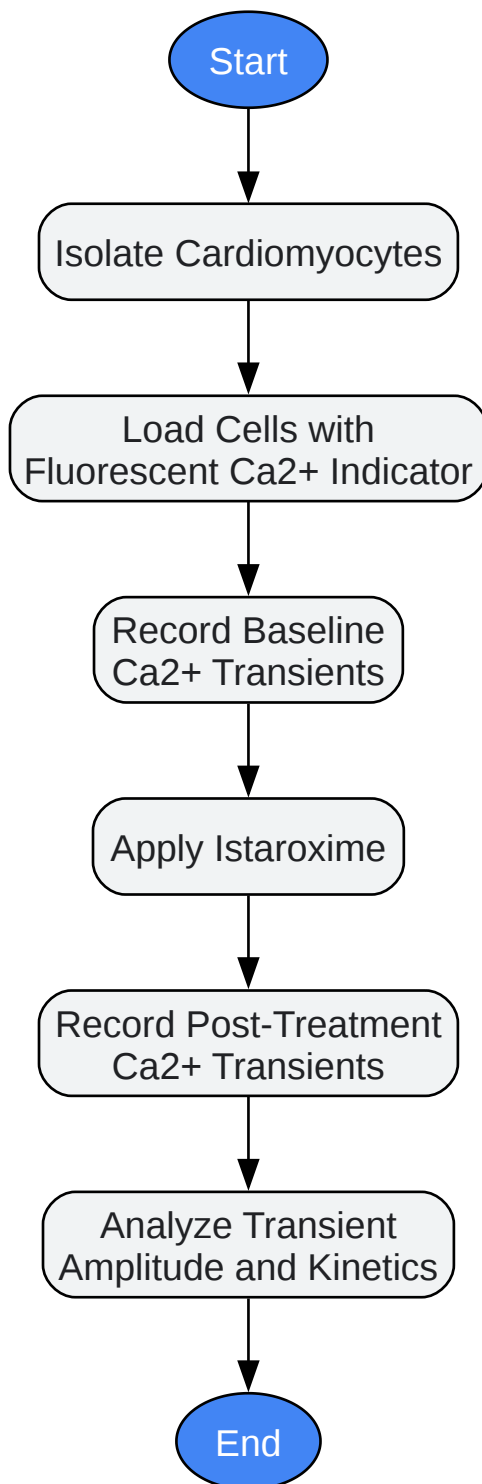 Start
Isolate Cardiomyocytes
Load Cells with
Fluorescent Ca2+ Indicator
Record Baseline
Ca2+ Transients
Apply Istaroxime
Record Post-Treatment
Ca2+ Transients
Analyze Transient
Amplitude and Kinetics
End